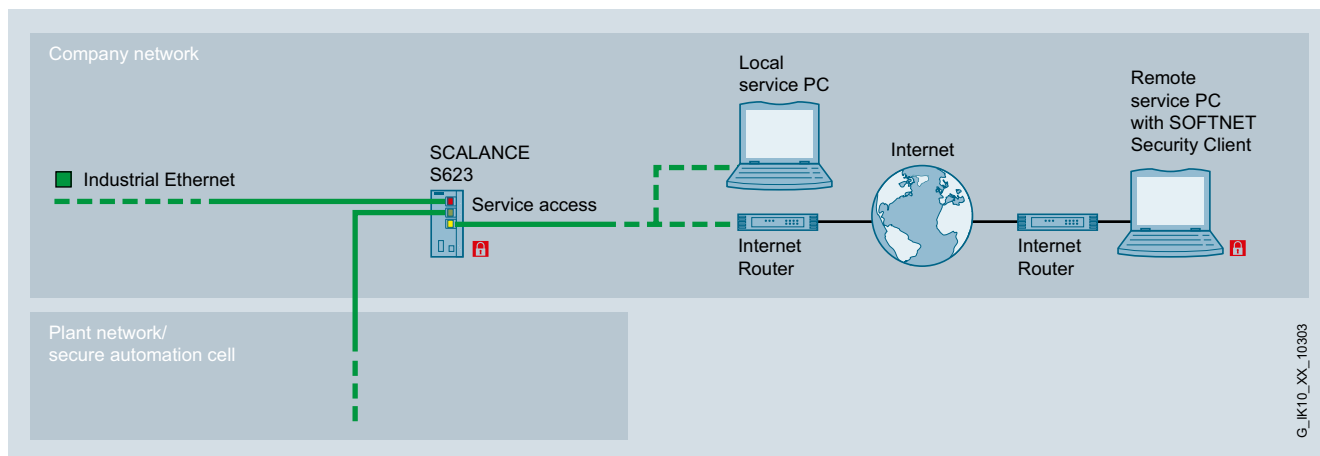 Company network
Local
service PC
Remote
service PC
with SOFTNET
Security Client
SCALANCE
S623
Internet
Industrial Ethernet
Service access
Internet
Router
Internet
Router
Plant network/
secure automation cell
G_IK10_XX_10303